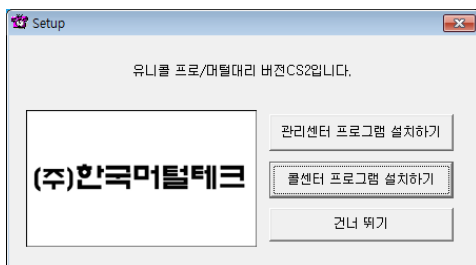 Setup
유니콜 프로/머털대리 버전CS2입니다.
(주)한국머털테크
관리센터 프로그램 설치하기
콜센터 프로그램 설치하기
건너 뛰기